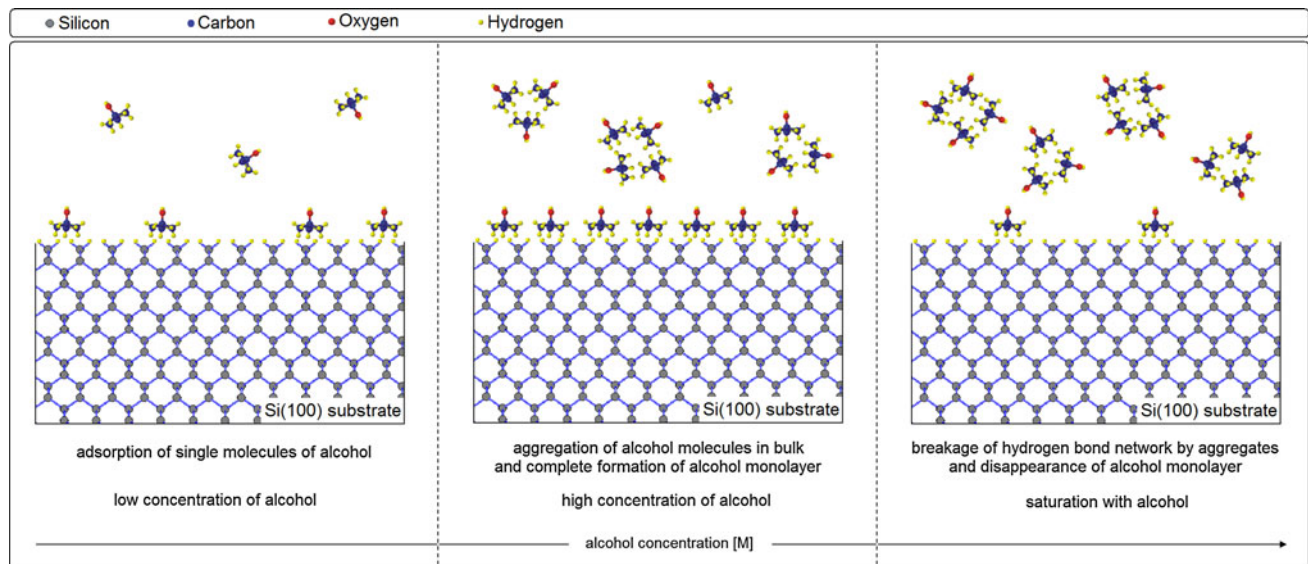 Silicon Carbon Oxygen Hydrogen
Si(100) substrate
Si(100) substrate
Si(100) substrate
adsorption of single molecules of alcohol
low concentration of alcohol
aggregation of alcohol molecules in bulk
and complete formation of alcohol monolayer
high concentration of alcohol
breakage of hydrogen bond network by aggregates
and disappearance of alcohol monolayer
saturation with alcohol
alcohol concentration [M]